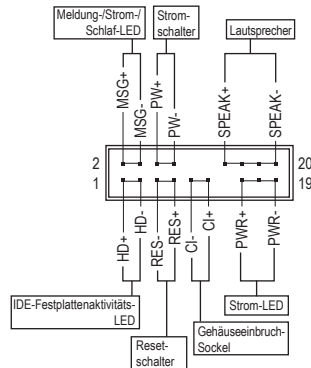 Meldung-/Strom-/
Schlaf-LED
Strom-
schalter
Lautsprecher
MSG+
MSG-
PW+
PW-
SPEAK+
SPEAK-
2
20
1
19
HD+
HD-
RES-
RES+
CI-
CI+
PWR+
PWR-
IDE-Festplattenaktivitäts-
LED
Reset-
schalter
Gehäuseeinbruch-
Sockel
Strom-LED